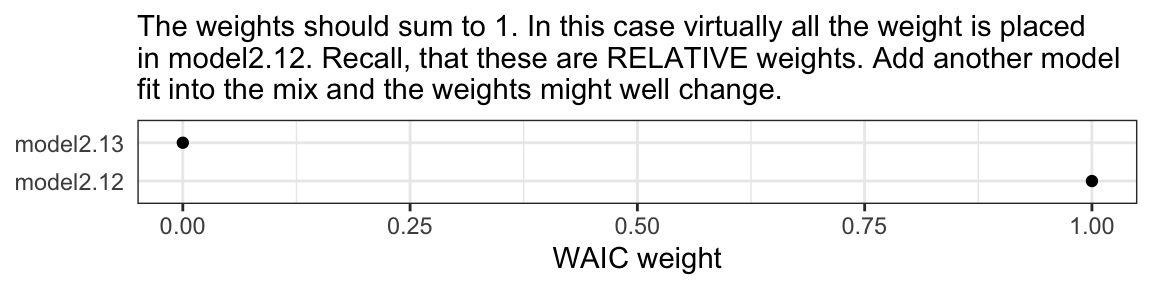 The weights should sum to 1. In this case virtually all the weight is placed
in model2.12. Recall, that these are RELATIVE weights. Add another model
fit into the mix and the weights might well change.
model2.13
model2.12
0.00 0.25 0.50 0.75 1.00
WAIC weight